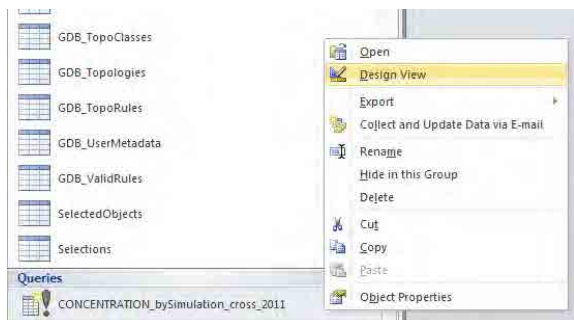 GDB_TopoClasses
GDB_Topologies
GDB_TopoRules
GDB_UserMetadata
GDB_ValidRules
SelectedObjects
Selections
Queries
CONCENTRATION_bySimulation_cross_2011
Open
Design View
Export
Collect and Update Data via E-mail
Rename
Hide in this Group
Delete
Cut
Copy
Paste
Object Properties